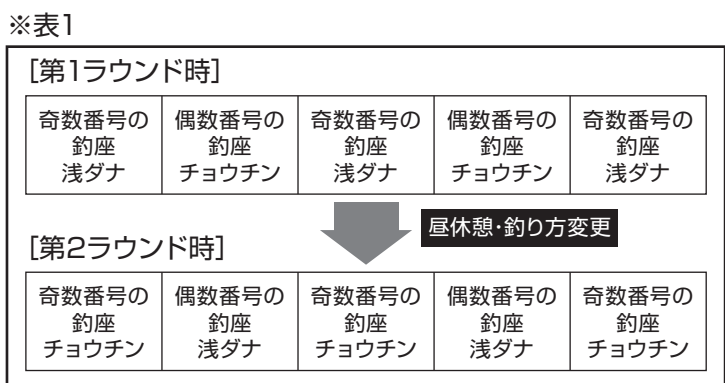 ※表1
[第1ラウンド時]
奇数番号の 偶数番号の 奇数番号の 偶数番号の 奇数番号の
釣座 釣座 釣座 釣座 釣座
浅ダナ チョウチン 浅ダナ チョウチン 浅ダナ
昼休憩・釣り方変更
[第2ラウンド時]
奇数番号の 偶数番号の 奇数番号の 偶数番号の 奇数番号の
釣座 釣座 釣座 釣座 釣座
チョウチン 浅ダナ チョウチン 浅ダナ チョウチン